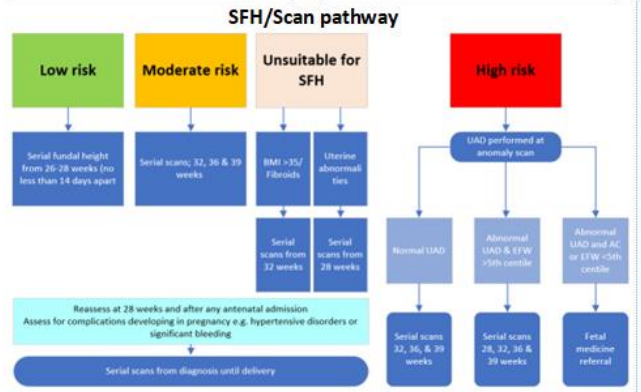 SFH/Scan pathway
Low risk
Moderate risk
Unsuitable for
SFH
High risk
Serial fundal height
from 26-28 weeks (no
less than 14 days apart
Serial scans; 32, 36 & 39
weeks
BMI >35/
Fibroids
Uterine
abnormali
ties
UAD performed at
anomaly scan
Serial
scans from
32 weeks
Serial
scans from
28 weeks
Normal UAD
Abnormal
UAD & EFW
>5th centile
Abnormal
UAD and AC
or EFW <5th
centile
Reassess at 28 weeks and after any antenatal admission
Assess for complications developing in pregnancy e.g. hypertensive disorders or
significant bleeding
Serial scans from diagnosis until delivery
Serial scans
32, 36, & 39
weeks
Serial scans
28, 32, 36
& 39 weeks
Fetal
medicine
referral